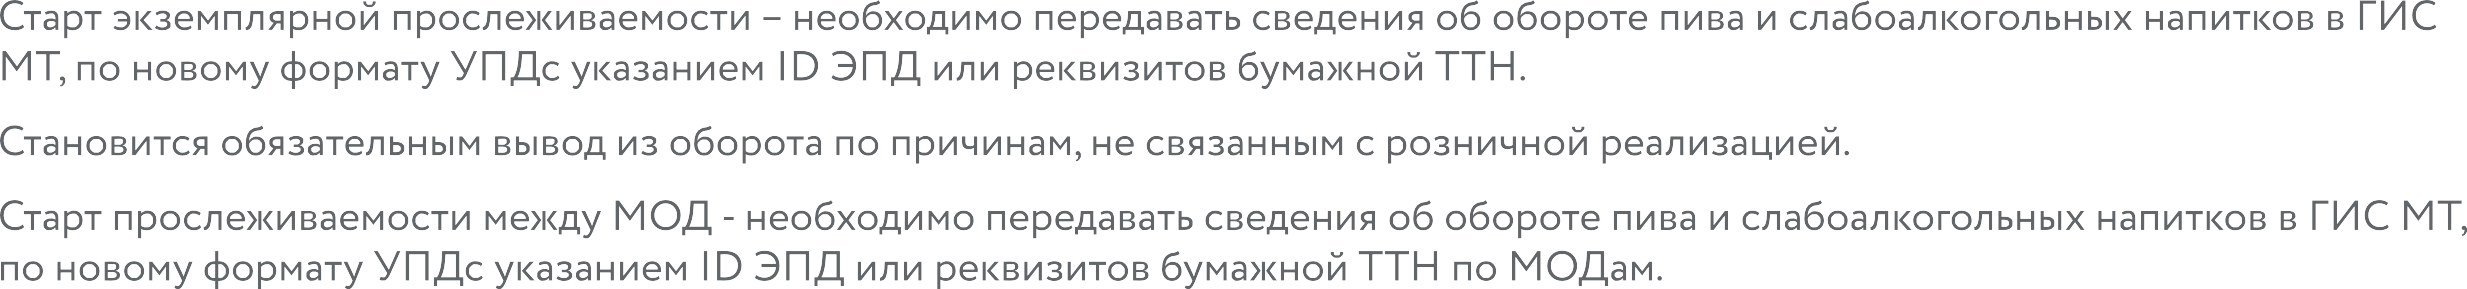 Старт экземплярной прослеживаемости – необходимо передавать сведения об обороте пива и слабоалкогольных напитков в ГИС
МТ, по новому формату УПДс указанием ID ЭПД или реквизитов бумажной ТТН.
Становится обязательным вывод из оборота по причинам, не связанным с розничной реализацией.
Старт прослеживаемости между МОД - необходимо передавать сведения об обороте пива и слабоалкогольных напитков в ГИС МТ,
по новому формату УПДс указанием ID ЭПД или реквизитов бумажной ТТН по МОДам.